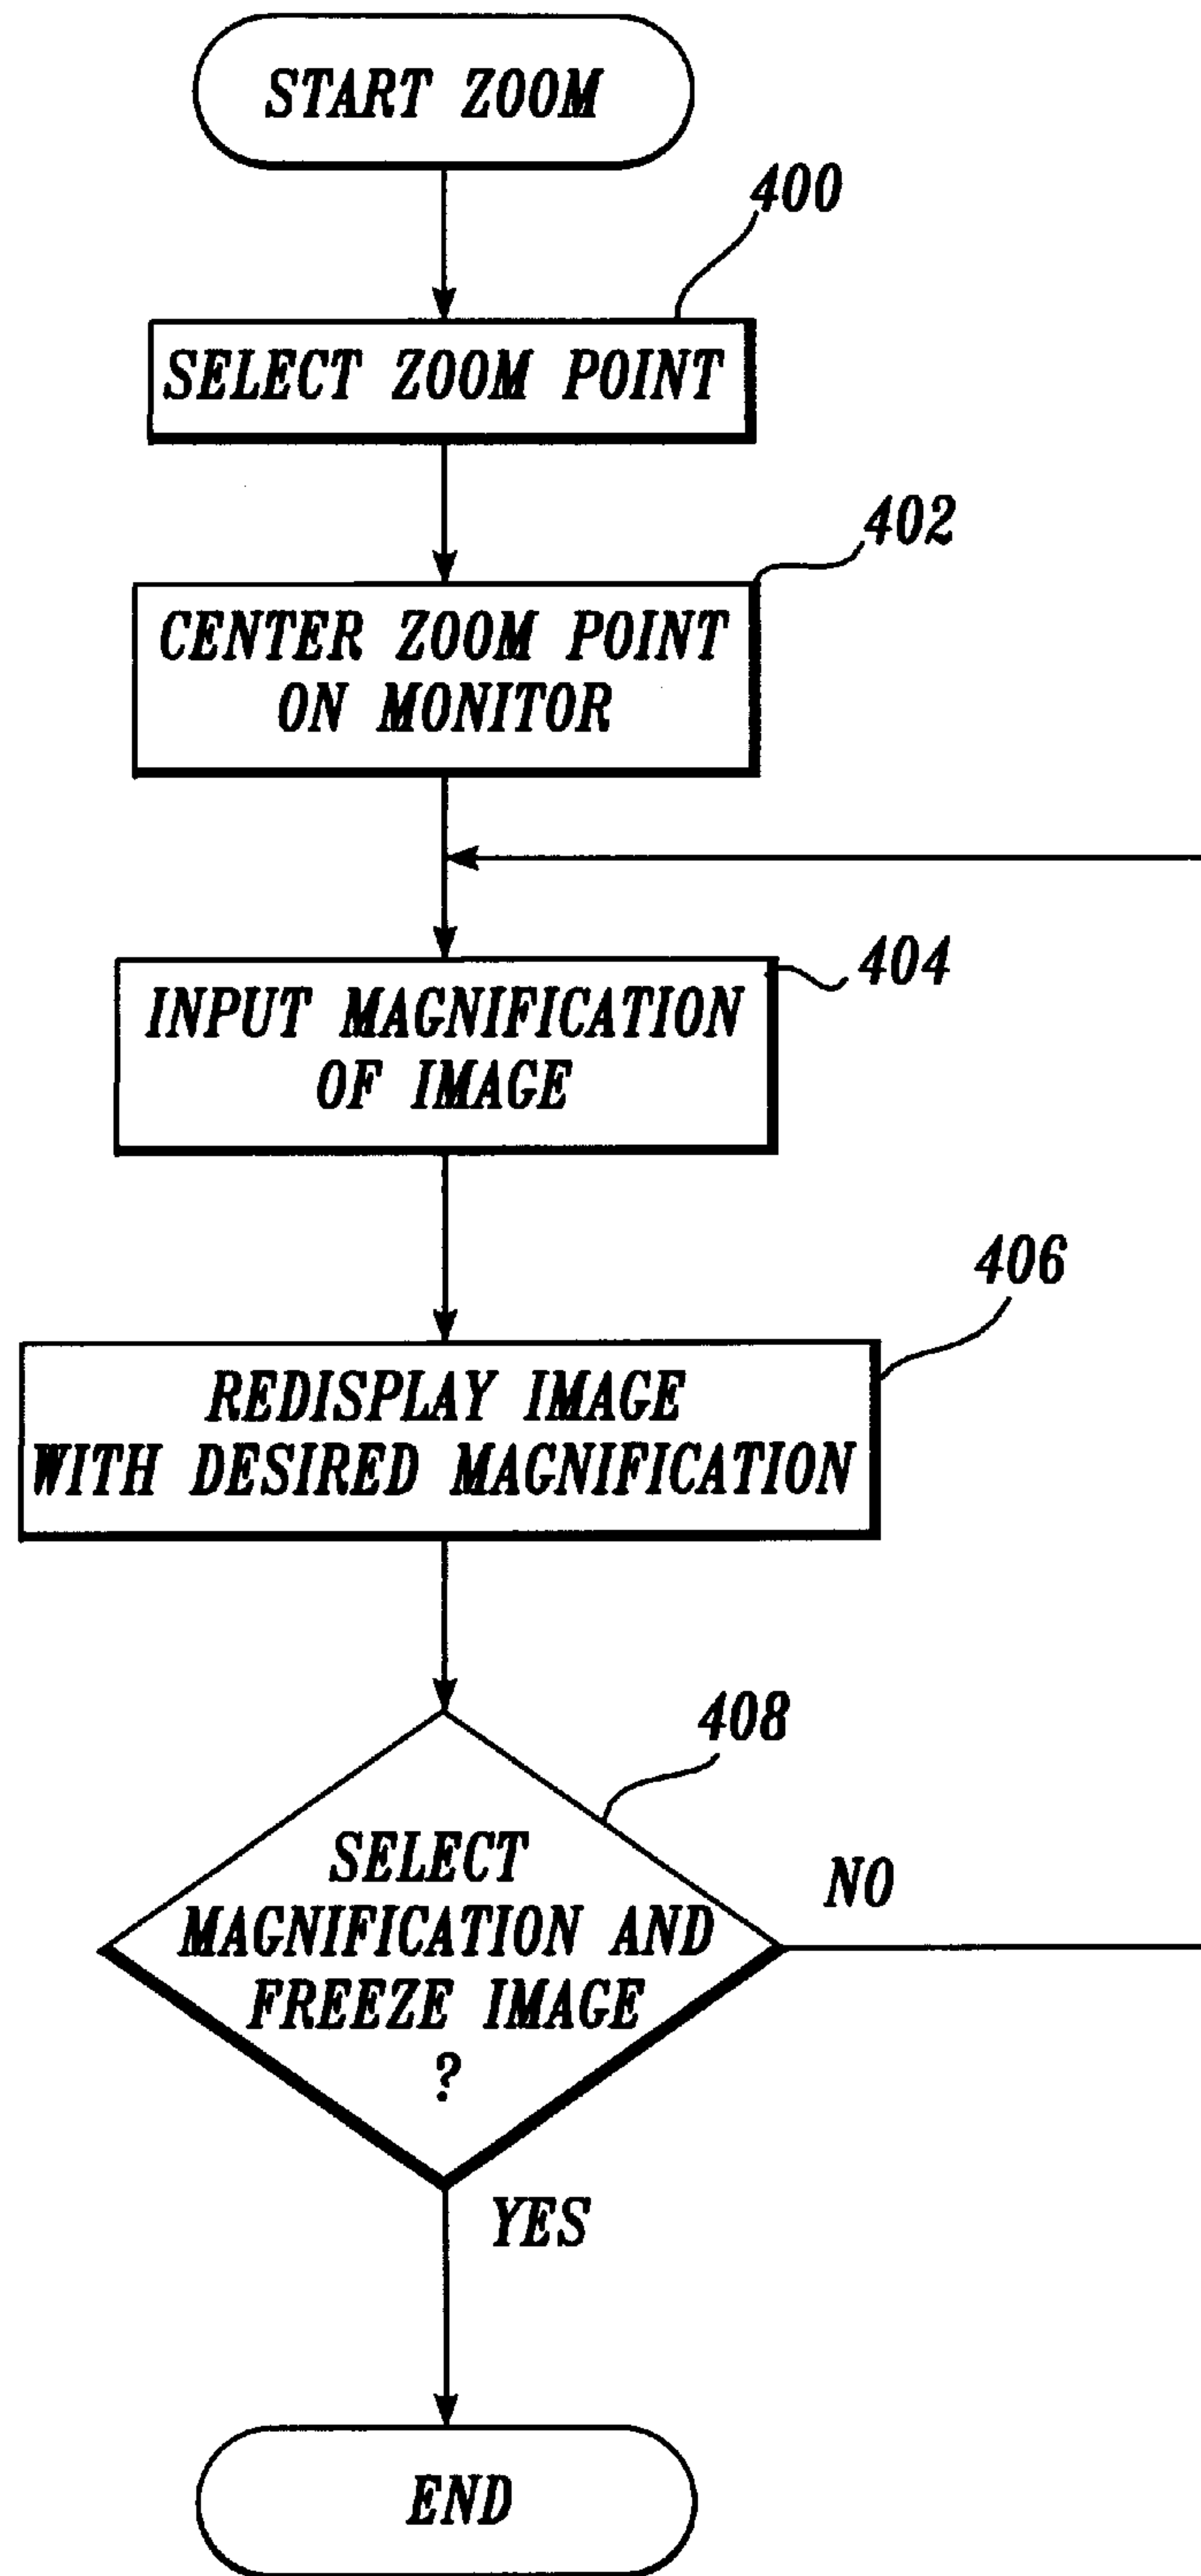 START ZOOM
400
SELECT ZOOM POINT
402
CENTER ZOOM POINT
ON MONITOR
404
INPUT MAGNIFICATION
OF IMAGE
406
REDISPLAY IMAGE
WITH DESIRED MAGNIFICATION
408
SELECT
MAGNIFICATION AND
FREEZE IMAGE
?
NO
YES
END